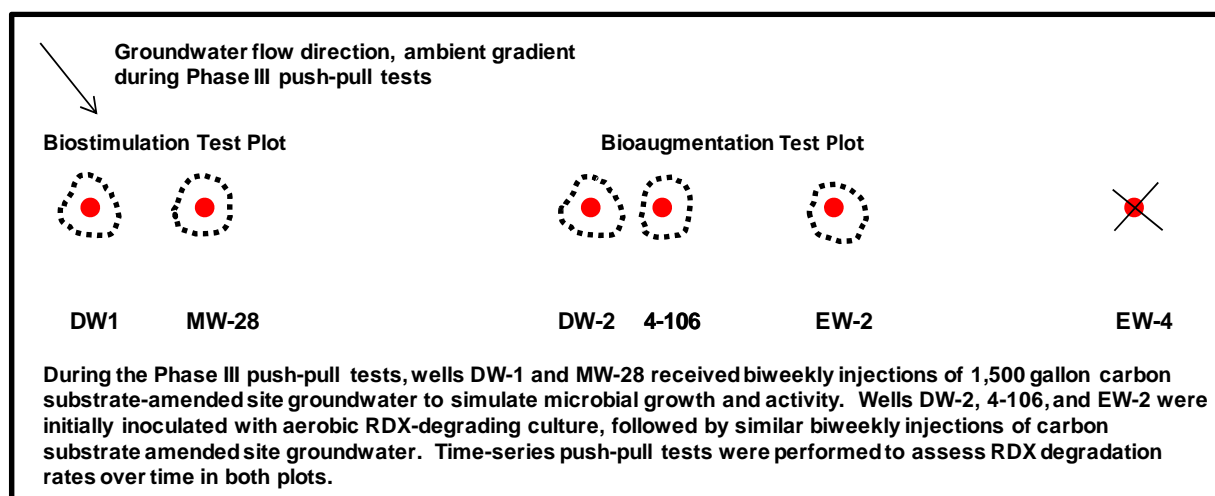 Groundwater flow direction, ambient gradient
during Phase III push-pull tests
Biostimulation Test Plot
Bioaugmentation Test Plot
DW1
MW-28
DW-2
4-106
EW-2
EW-4
During the Phase III push-pull tests, wells DW-1 and MW-28 received biweekly injections of 1,500 gallon carbon
substrate-amended site groundwater to simulate microbial growth and activity. Wells DW-2, 4-106, and EW-2 were
initially inoculated with aerobic RDX-degrading culture, followed by similar biweekly injections of carbon
substrate amended site groundwater. Time-series push-pull tests were performed to assess RDX degradation
rates over time in both plots.